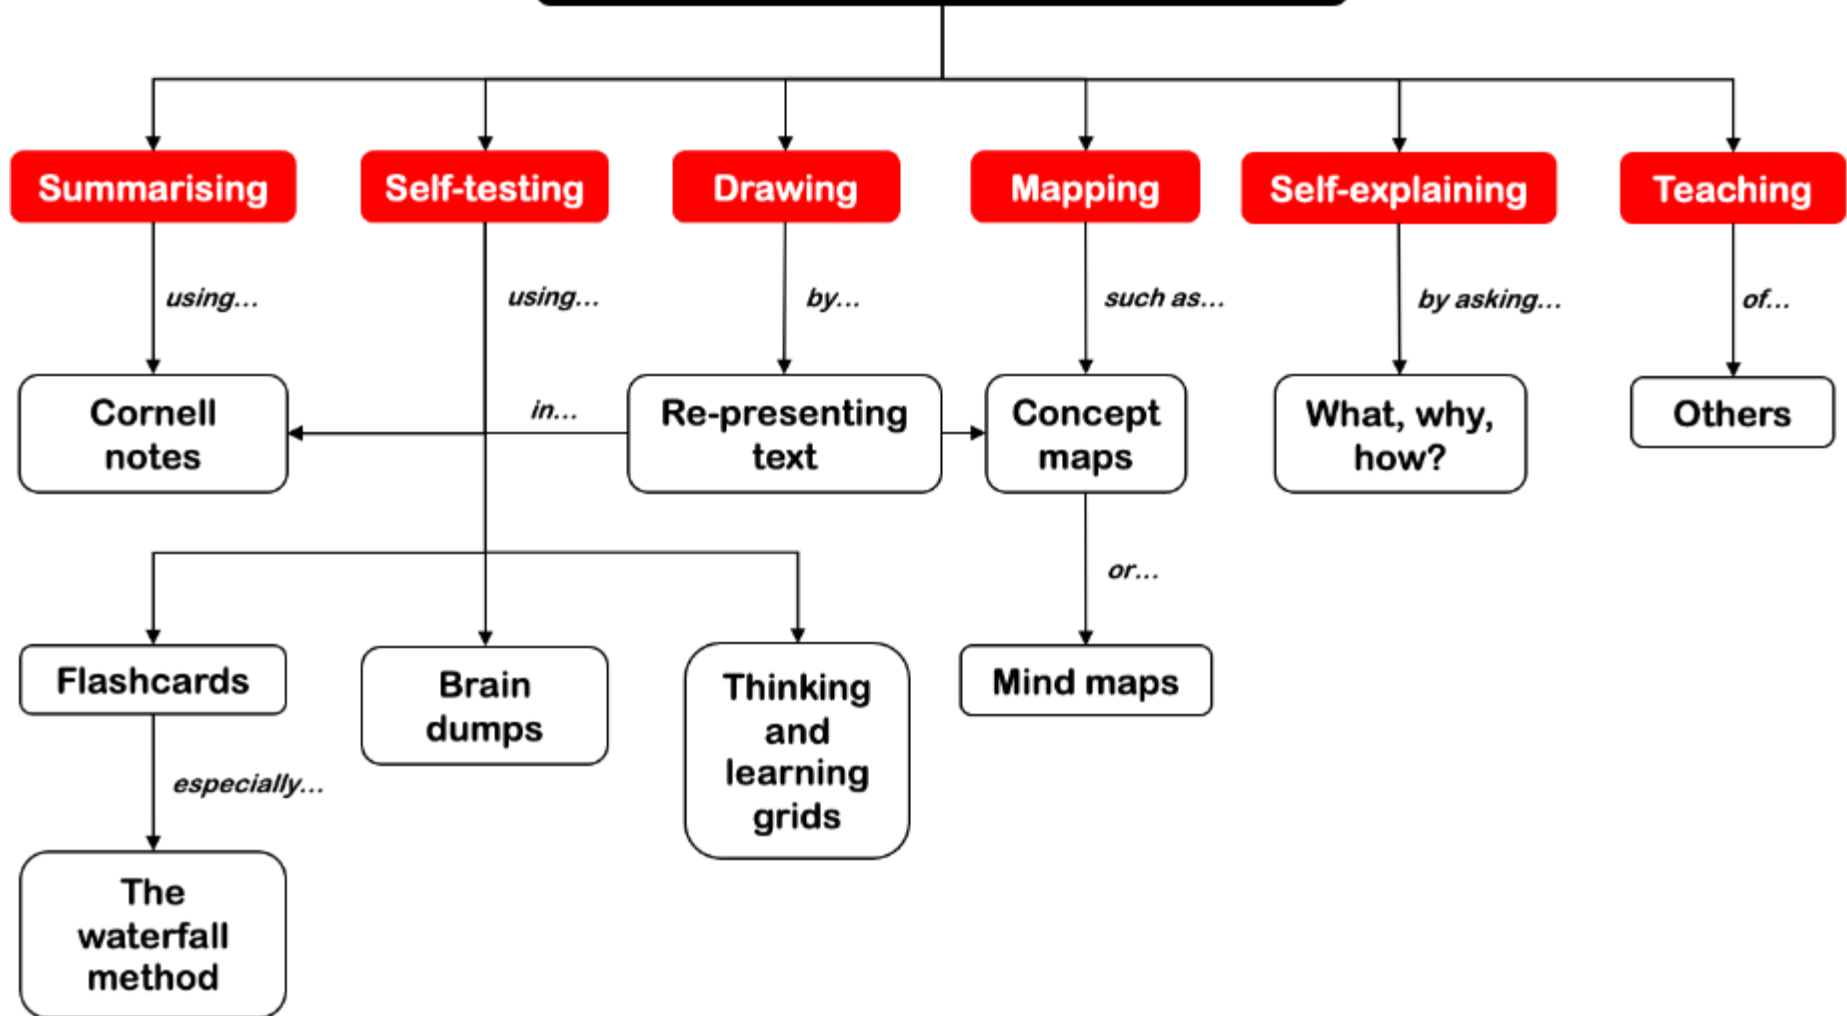 Summarising
Self-testing
Drawing
Mapping
Self-explaining
Teaching
using...
using...
by...
such as...
by asking...
of...
Cornell
notes
in...
Re-presenting
text
Concept
maps
What, why,
how?
Others
or...
Flashcards
Brain
dumps
Thinking
and
learning
grids
Mind maps
especially...
The
waterfall
method